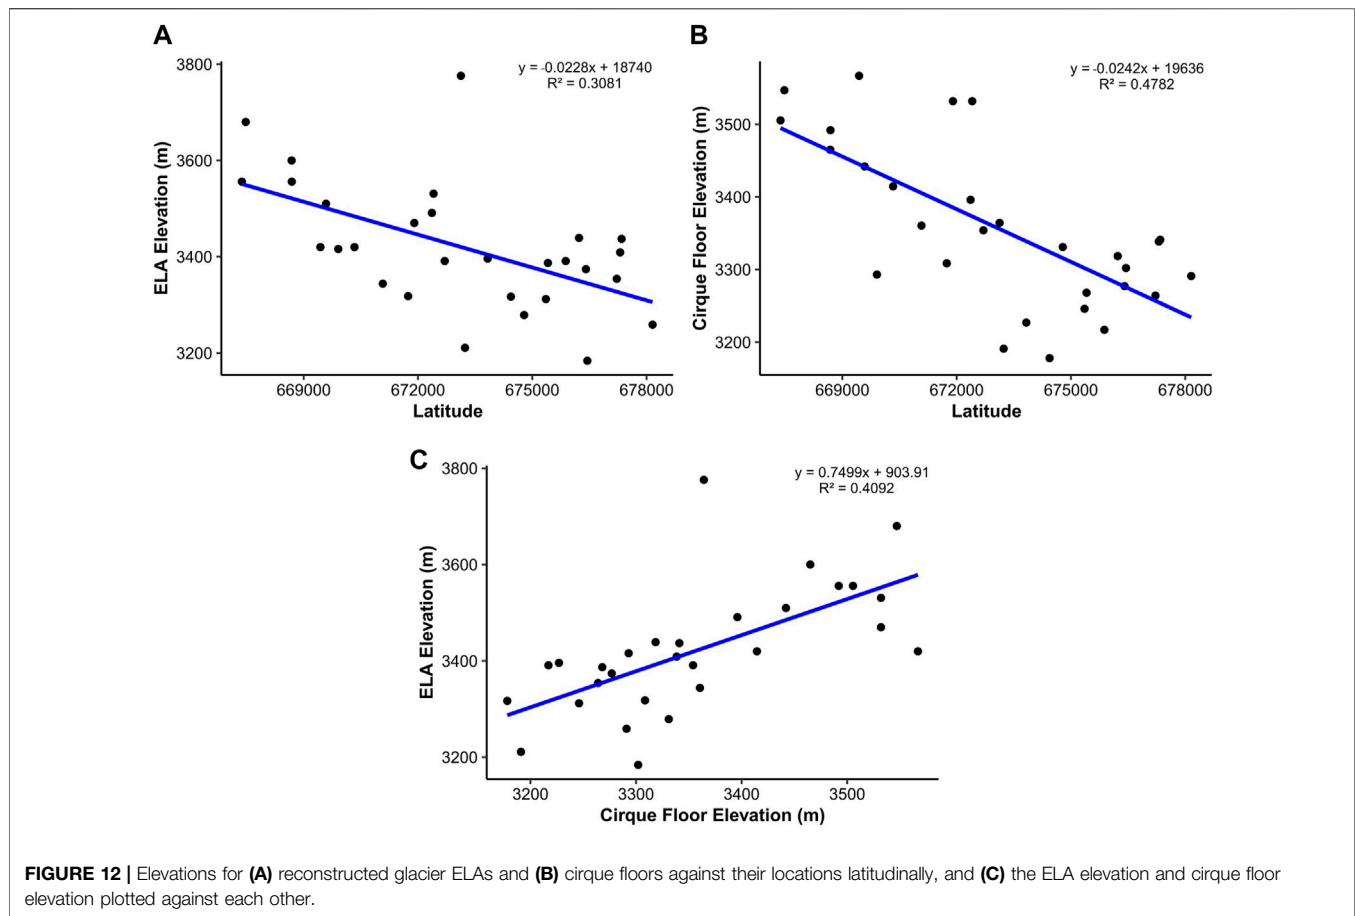 A
y = -0.0228x + 18740
R² = 0.3081
3800
3600
3400
3200
ELA Elevation (m)
669000 672000 675000 678000
Latitude
B
y = -0.0242x + 19636
R² = 0.4782
3500
3400
3300
3200
Cirque Floor Elevation (m)
669000 672000 675000 678000
Latitude
C
y = 0.7499x + 903.91
R² = 0.4092
3800
3600
3400
3200
ELA Elevation (m)
3200 3300 3400 3500
Cirque Floor Elevation (m)
FIGURE 12 | Elevations for (A) reconstructed glacier ELAs and (B) cirque floors against their locations latitudinally, and (C) the ELA elevation and cirque floor
elevation plotted against each other.